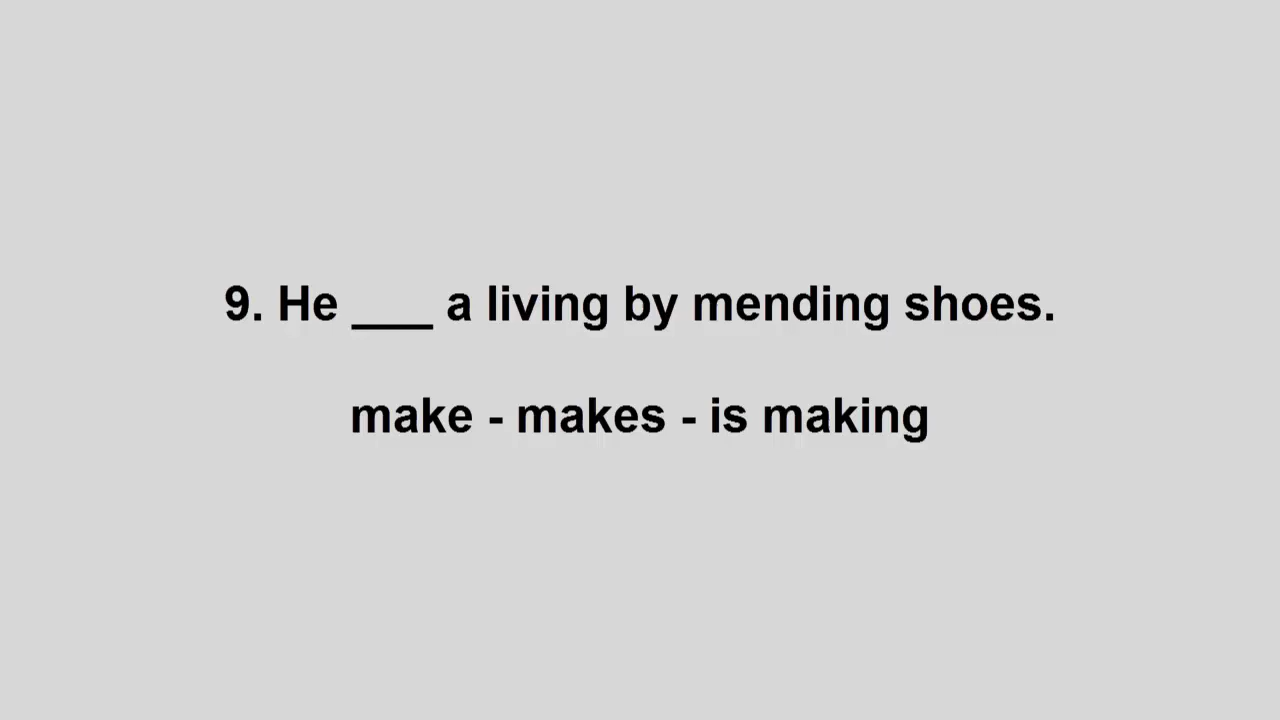 9. He ___ a living by mending shoes.
make - makes - is making